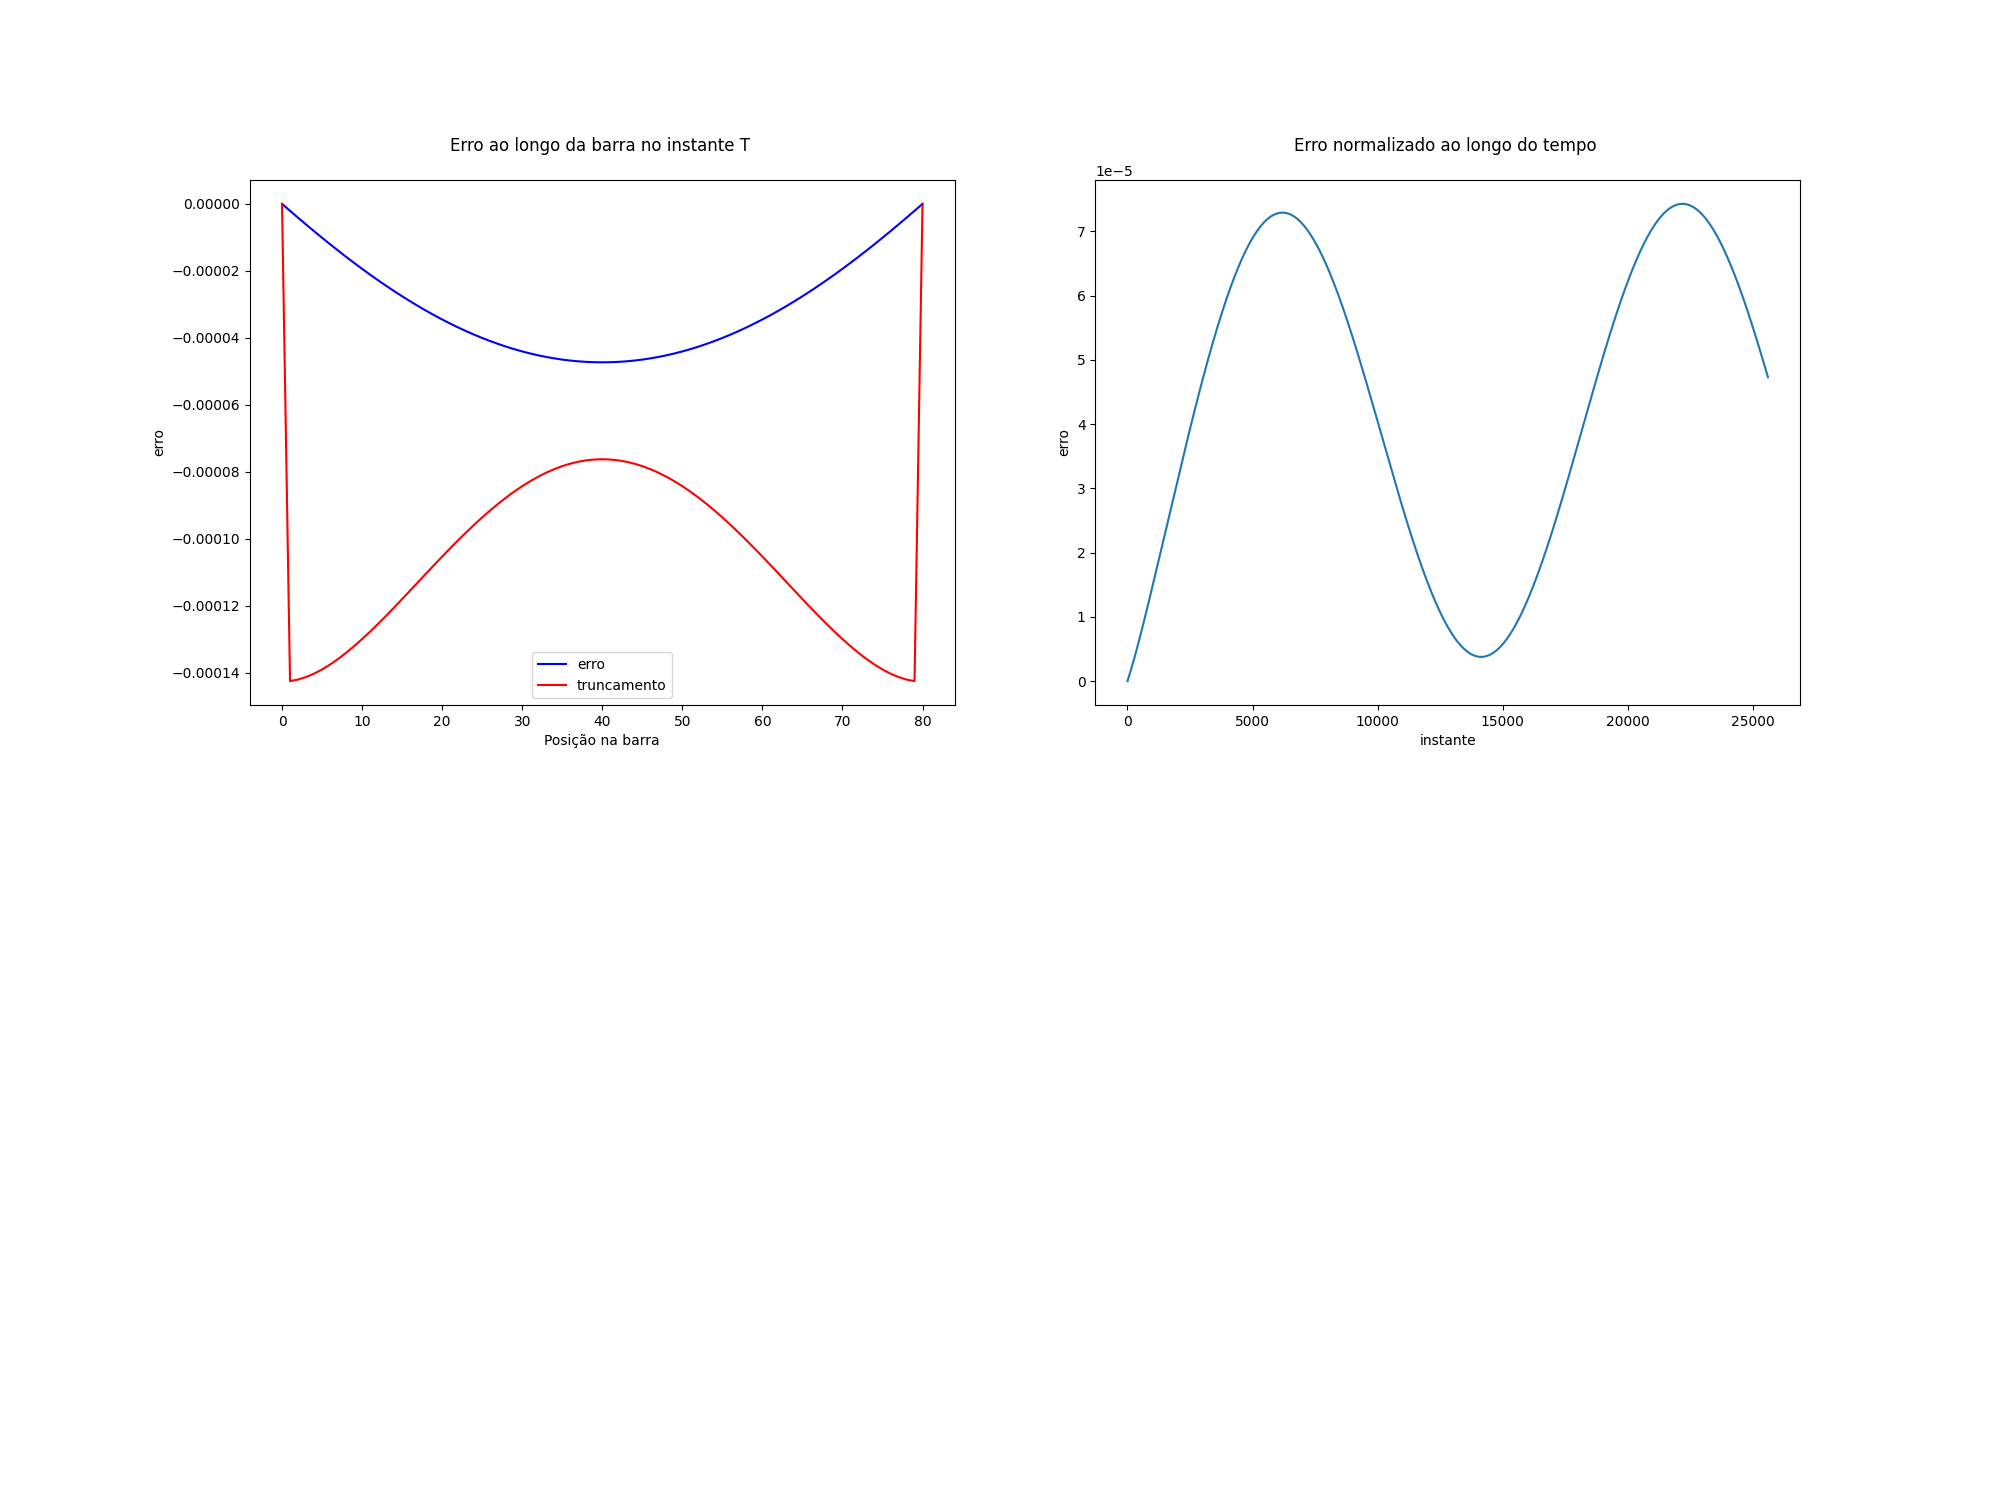 Erro ao longo da barra no instante T
0.00000
−0.00002
−0.00004
−0.00006
−0.00008
−0.00010
−0.00012
−0.00014
erro
erro
truncamento
0 10 20 30 40 50 60 70 80
Posição na barra
Erro normalizado ao longo do tempo
1e−5
7
6
5
4
3
2
1
0
erro
0 5000 10000 15000 20000 25000
instante